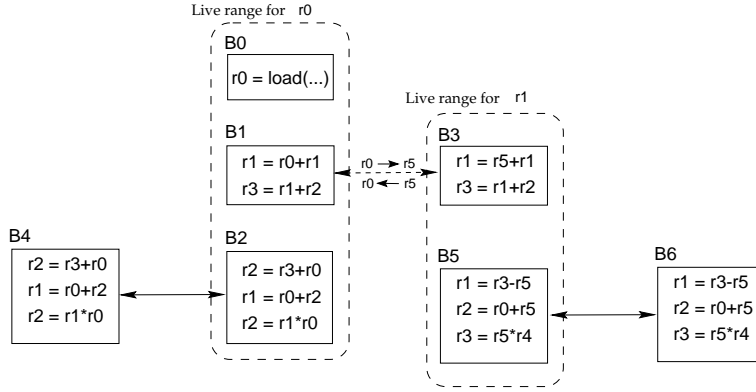 Live range for r0
B0
r0 = load(...)
Live range for r1
B1
r1 = r0+r1
r3 = r1+r2
r0 → r5
r0 ← r5
B3
r1 = r5+r1
r3 = r1+r2
B4
r2 = r3+r0
r1 = r0+r2
r2 = r1*r0
B2
r2 = r3+r0
r1 = r0+r2
r2 = r1*r0
B5
r1 = r3-r5
r2 = r0+r5
r3 = r5*r4
B6
r1 = r3-r5
r2 = r0+r5
r3 = r5*r4